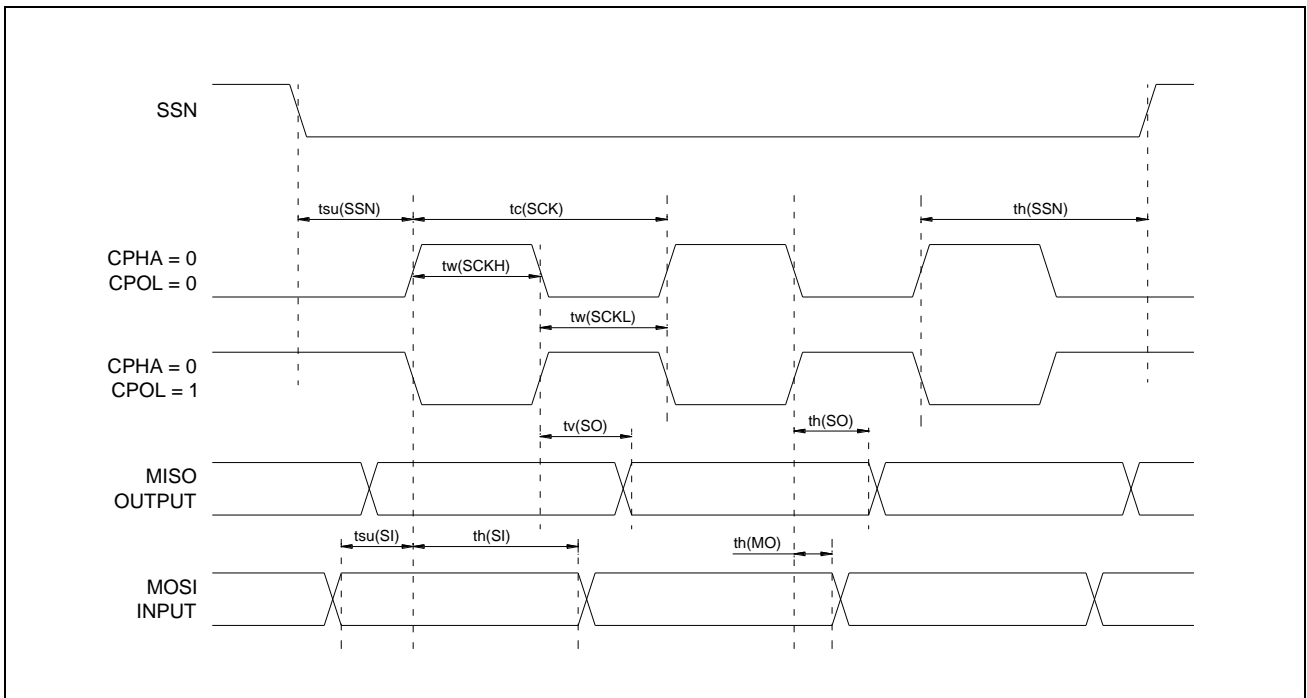 SSN
tsu(SSN)
tc(SCK)
th(SSN)
CPHA = 0
CPOL = 0
tw(SCKH)
tw(SCKL)
CPHA = 0
CPOL = 1
tv(SO)
th(SO)
MISO
OUTPUT
tsu(SI)
th(SI)
th(MO)
MOSI
INPUT